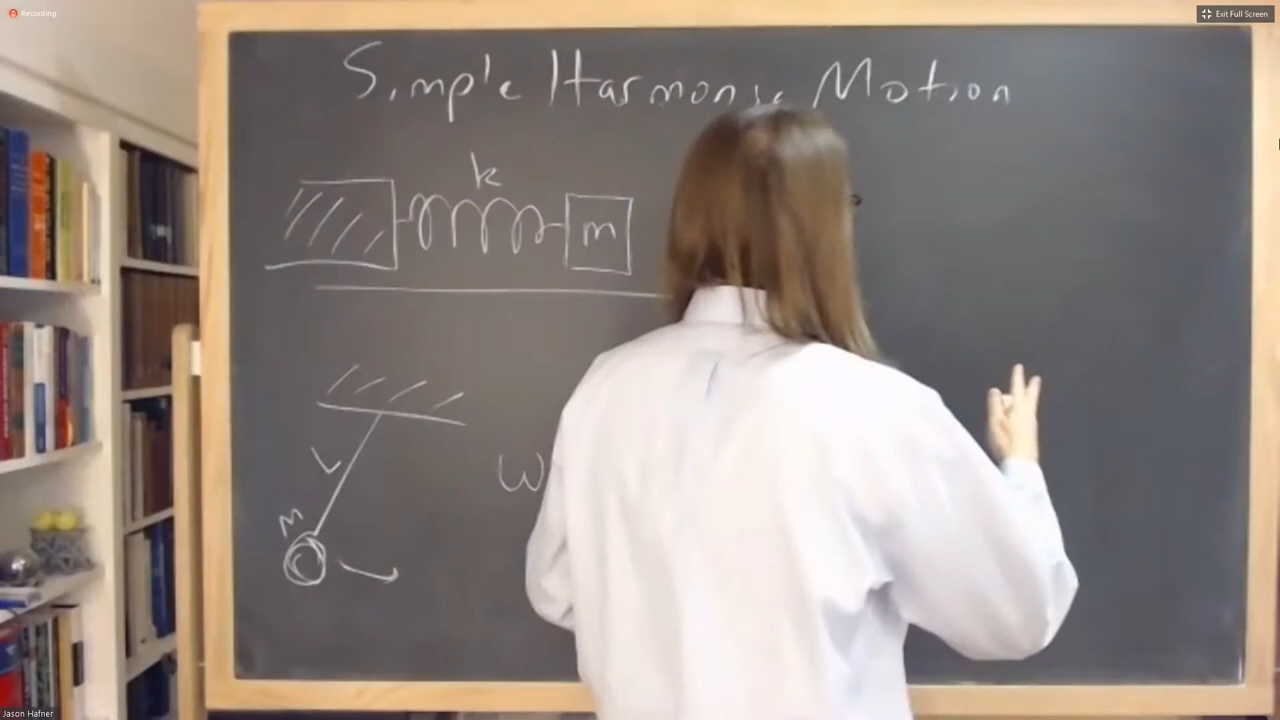 Recording
Exit Full Screen
Simple Harmonic Motion
k
m
L
M
ω
Jason Hafner